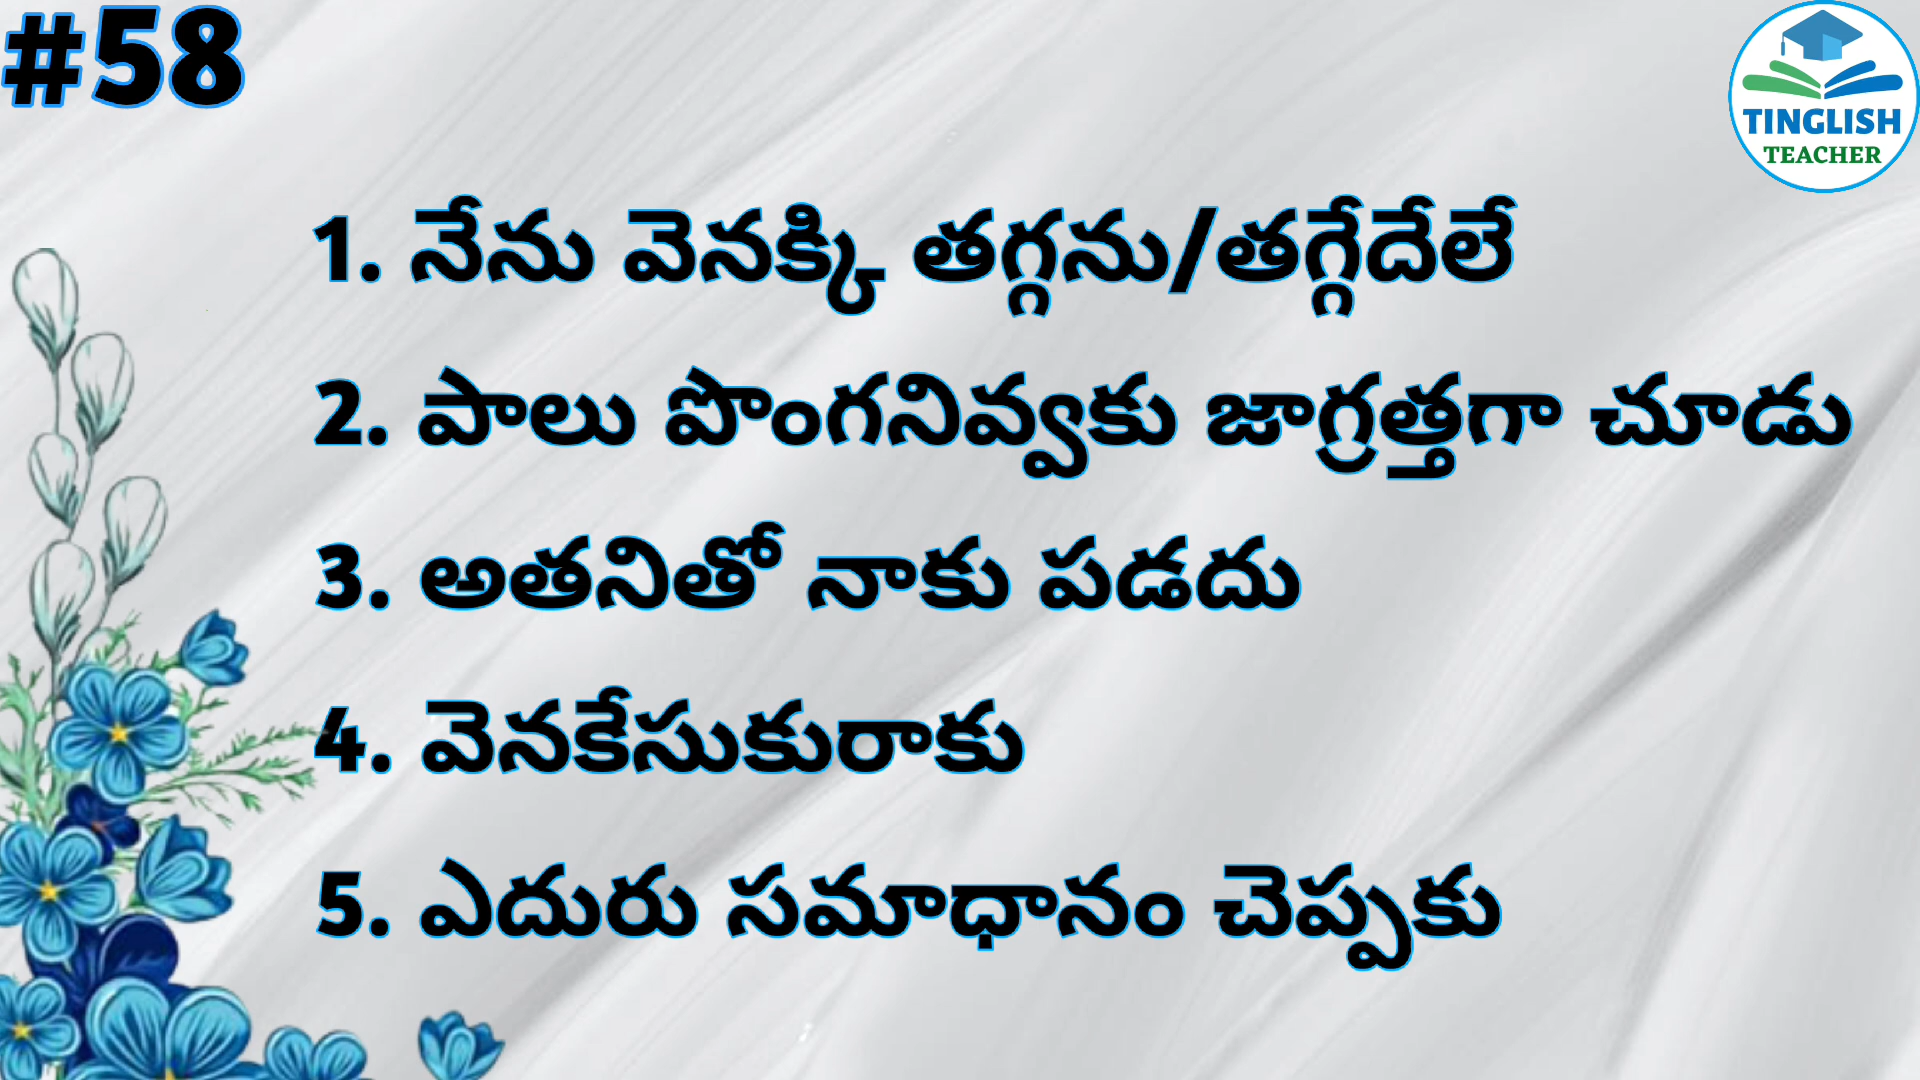 #58
TINGLISH
TEACHER
1. నేను వెనక్కి తగ్గను/తగ్గేదేలే
2. పాలు పొంగనివ్వకు జాగ్రత్తగా చూడు
3. అతనితో నాకు పడదు
4. వెనకేసుకురాకు
5. ఎదురు సమాధానం చెప్పకు